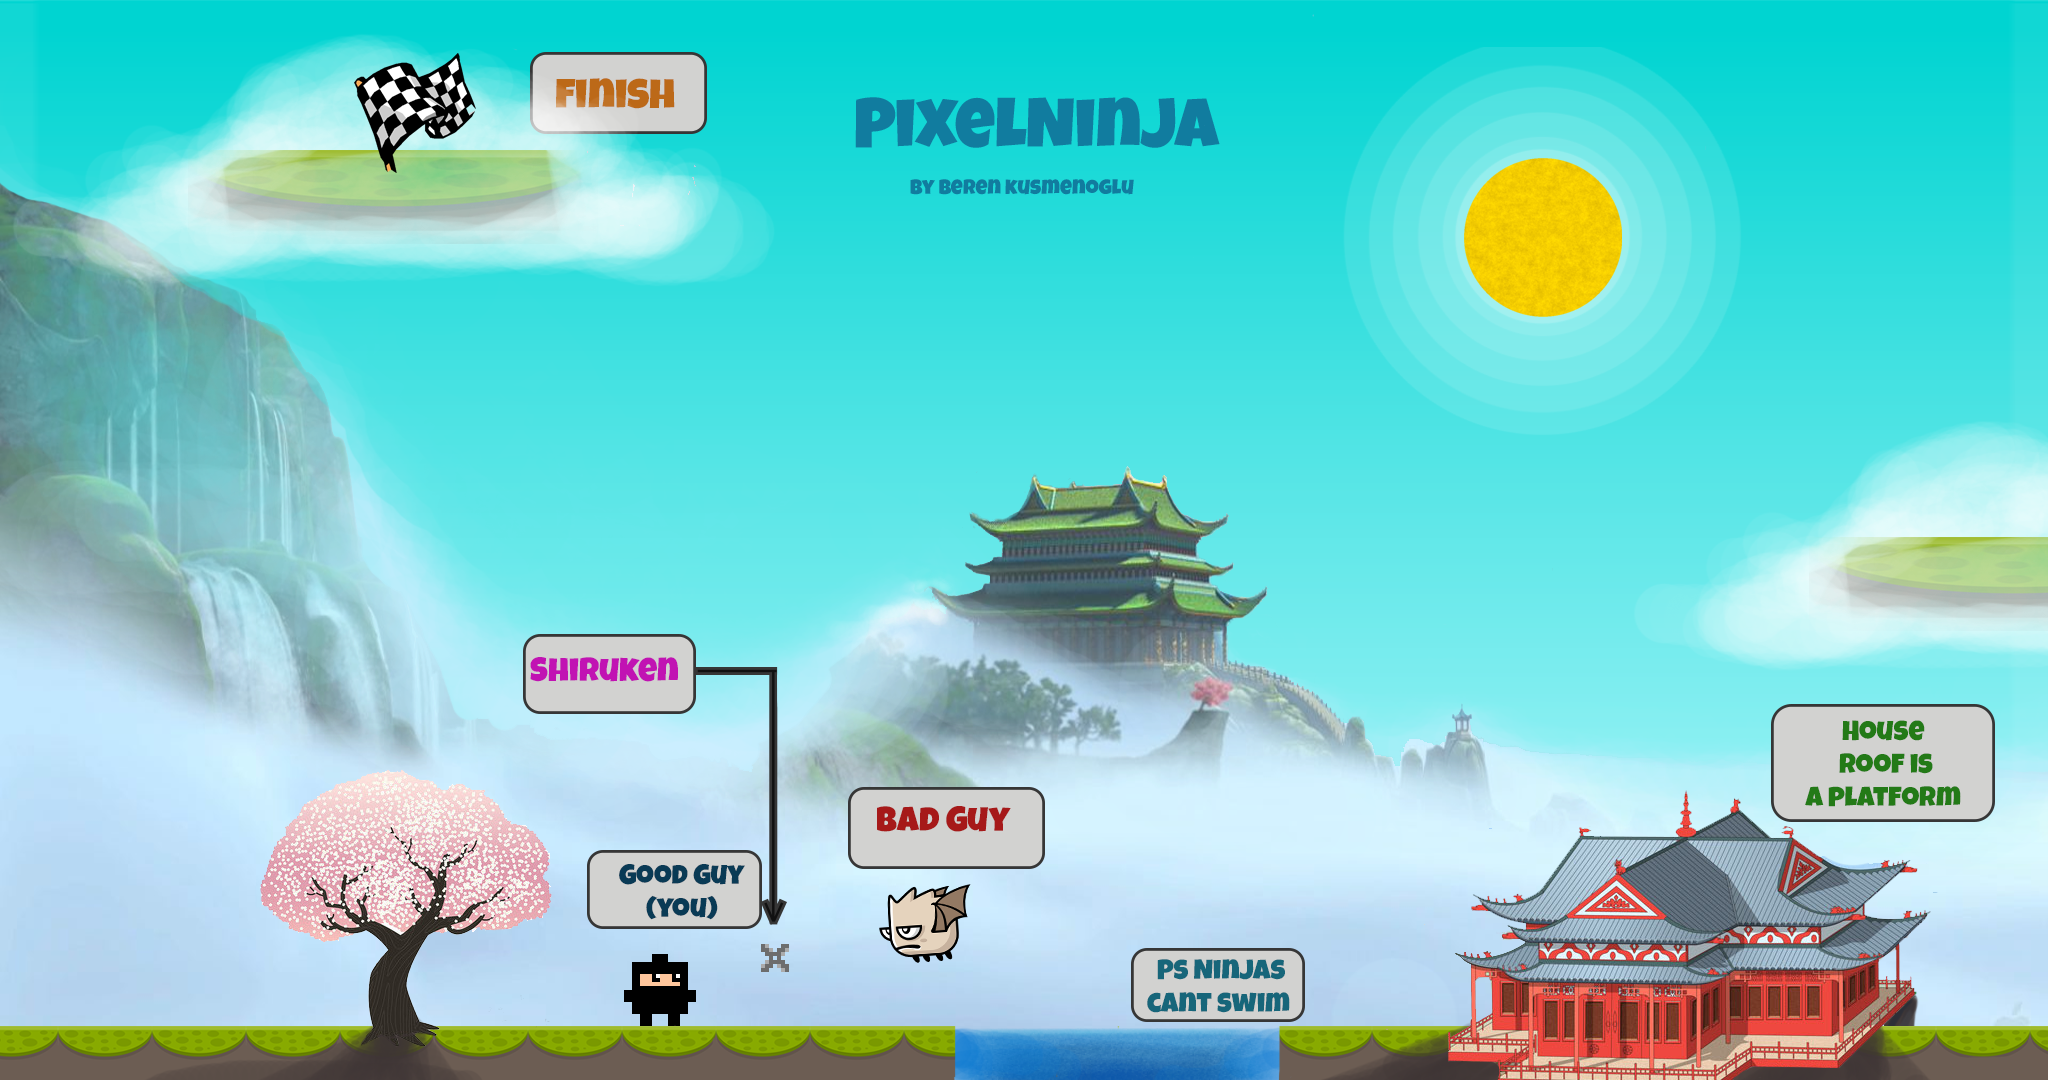 FINISH
PIXELNINJA
BY BEREN KUSMENOGLU
SHIRUKEN
HOUSE
ROOF IS
A PLATFORM
BAD GUY
GOOD GUY
(YOU)
PS NINJAS
CANT SWIM